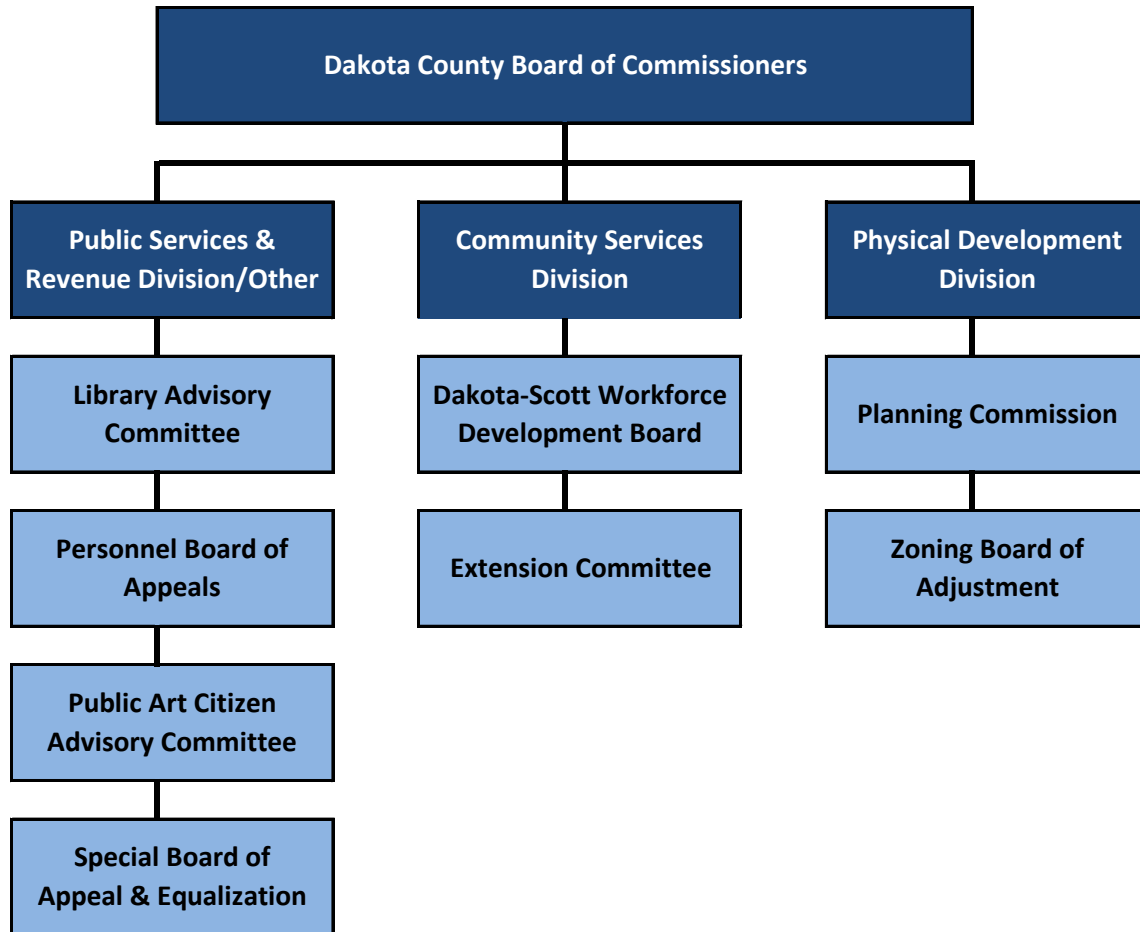 Dakota County Board of Commissioners
Public Services &
Revenue Division/Other
Library Advisory
Committee
Personnel Board of
Appeals
Public Art Citizen
Advisory Committee
Special Board of
Appeal & Equalization
Community Services
Division
Dakota-Scott Workforce
Development Board
Extension Committee
Physical Development
Division
Planning Commission
Zoning Board of
Adjustment